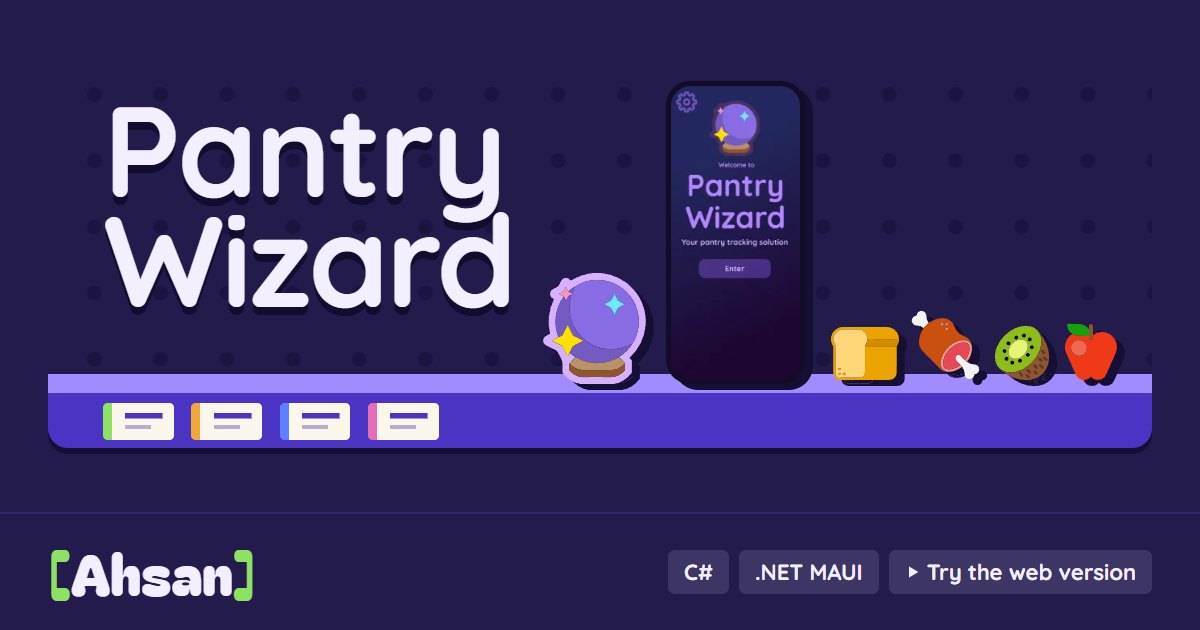 Pantry
Wizard
Welcome to
Pantry
Wizard
Your pantry tracking solution
Enter
[Ahsan]
C#
.NET MAUI
Try the web version